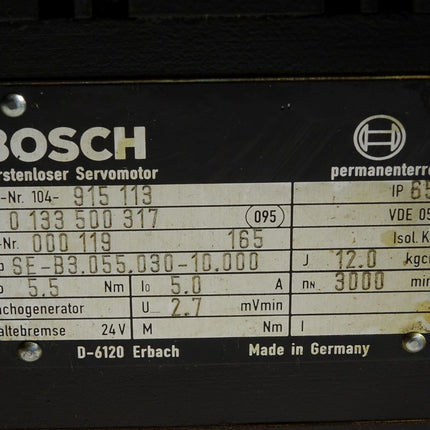 BOSCH
rstenloser Servomotor permanenterre
-Nr. 104- 915 113 IP 65
0 133 500 317 095 VDE 05
-Nr. 000 119 165 Isol. K
p SE-B3.055.030-10.000 J 12.0 kgc
o 5.5 Nm I0 5.0 A nN 3000 min
chogenerator U 2.7 mVmin
altebremse 24V M Nm I
D-6120 Erbach Made in Germany